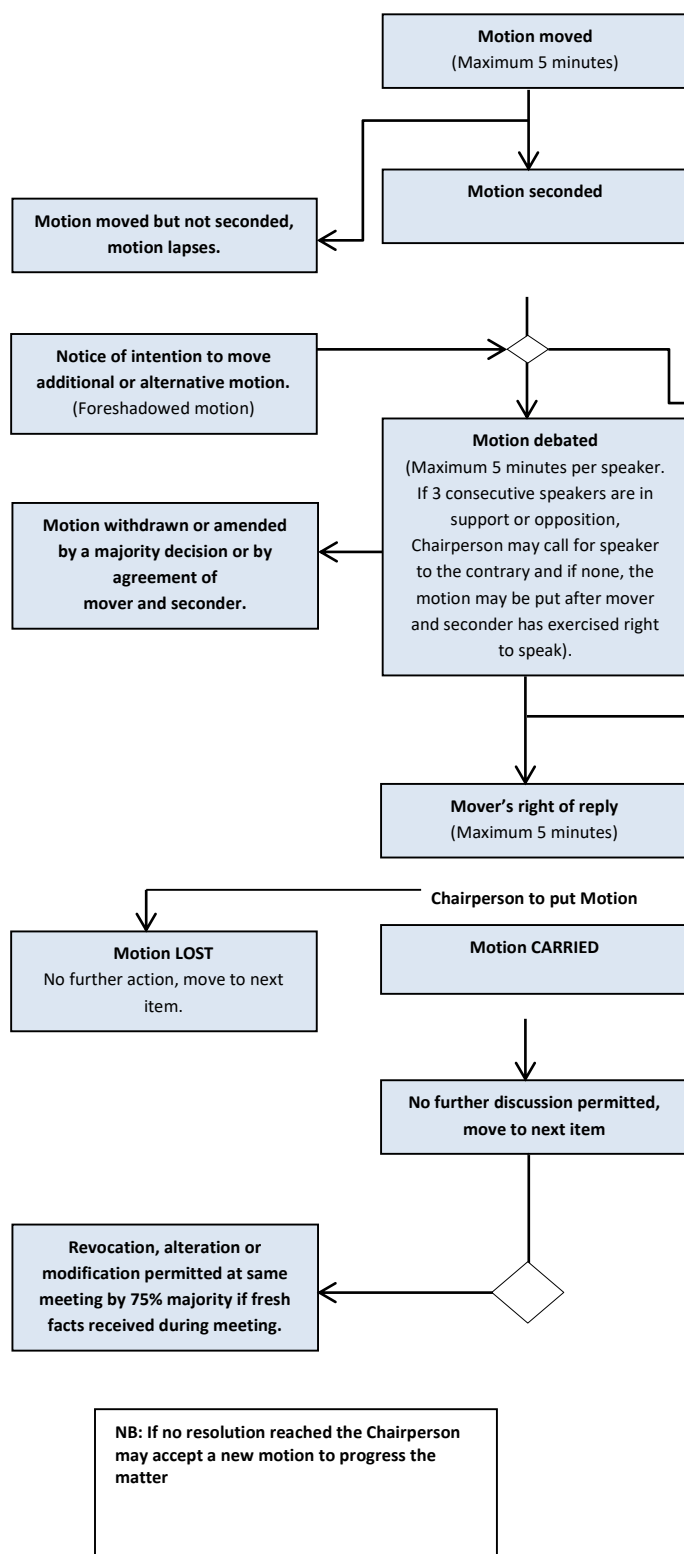 Motion moved
(Maximum 5 minutes)
Motion seconded
Motion moved but not seconded,
motion lapses.
Notice of intention to move
additional or alternative motion.
(Foreshadowed motion)
Motion debated
(Maximum 5 minutes per speaker.
If 3 consecutive speakers are in
support or opposition,
Chairperson may call for speaker
to the contrary and if none, the
motion may be put after mover
and seconder has exercised right
to speak).
Motion withdrawn or amended
by a majority decision or by
agreement of
mover and seconder.
Mover’s right of reply
(Maximum 5 minutes)
Chairperson to put Motion
Motion LOST
No further action, move to next
item.
Motion CARRIED
No further discussion permitted,
move to next item
Revocation, alteration or
modification permitted at same
meeting by 75% majority if fresh
facts received during meeting.
NB: If no resolution reached the Chairperson
may accept a new motion to progress the
matter